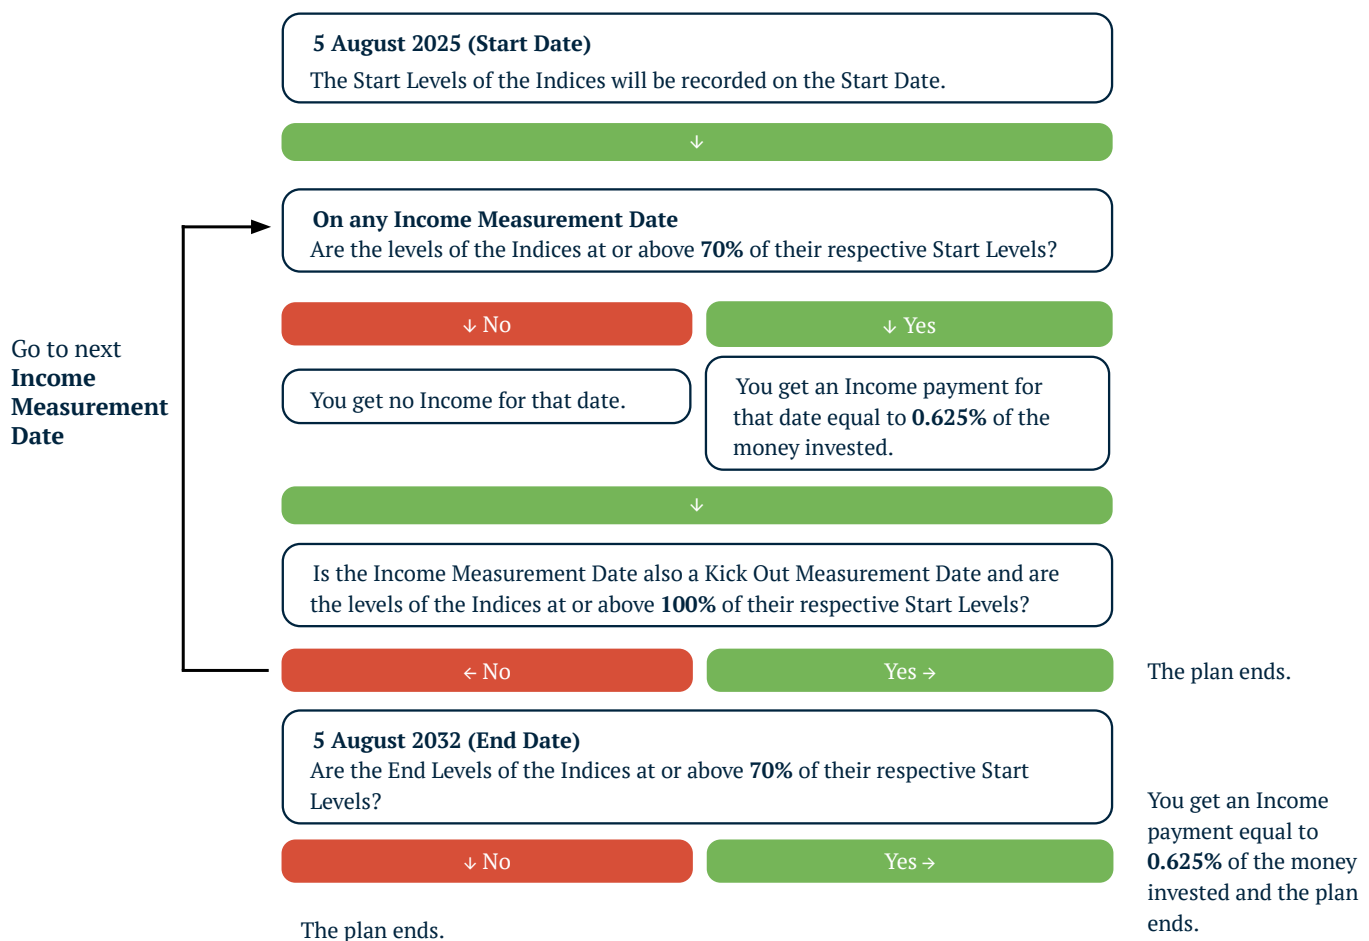 5 August 2025 (Start Date)
The Start Levels of the Indices will be recorded on the Start Date.
↓
On any Income Measurement Date
Are the levels of the Indices at or above 70% of their respective Start Levels?
↓ No
↓ Yes
Go to next
Income
Measurement
Date
You get no Income for that date.
You get an Income payment for
that date equal to 0.625% of the
money invested.
↓
Is the Income Measurement Date also a Kick Out Measurement Date and are
the levels of the Indices at or above 100% of their respective Start Levels?
← No
Yes →
The plan ends.
5 August 2032 (End Date)
Are the End Levels of the Indices at or above 70% of their respective Start
Levels?
↓ No
Yes →
You get an Income
payment equal to
0.625% of the money
invested and the plan
ends.
The plan ends.